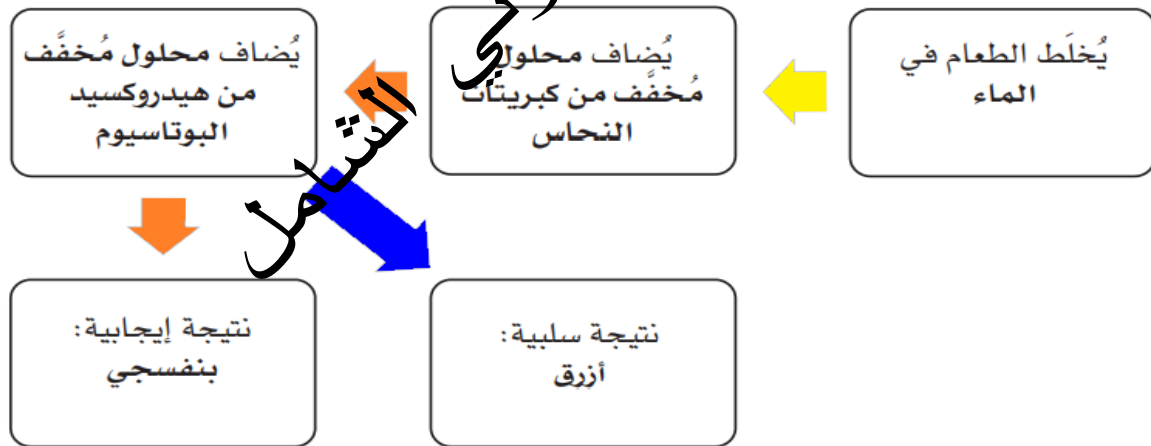 يُخلَط الطعام في
الماء
يُضاف محلول
مُخفَّف من كبريتات
النحاس
يُضاف محلول مُخفَّف
من هيدروكسيد
البوتاسيوم
نتيجة سلبية:
أزرق
نتيجة إيجابية:
بنفسجي
الشامل